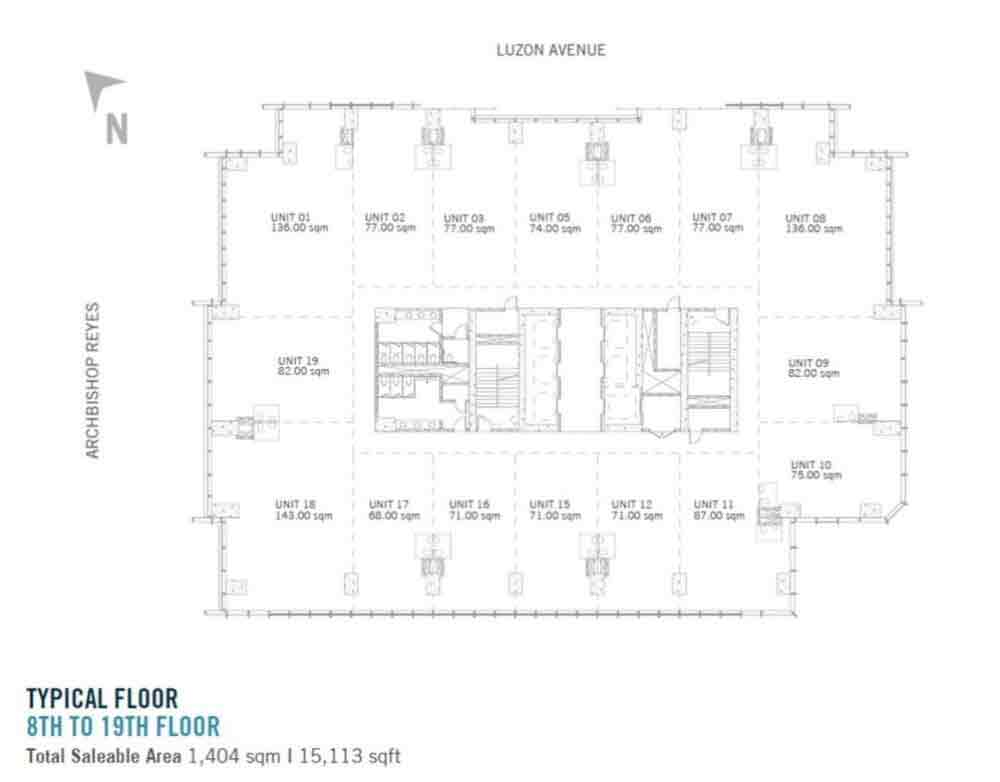 LUZON AVENUE
N
ARCHBISHOP REYES
UNIT 01
136.00 sqm
UNIT 02
77.00 sqm
UNIT 03
77.00 sqm
UNIT 05
74.00 sqm
UNIT 06
77.00 sqm
UNIT 07
77.00 sqm
UNIT 08
136.00 sqm
UNIT 19
82.00 sqm
UNIT 09
82.00 sqm
UNIT 10
75.00 sqm
UNIT 18
143.00 sqm
UNIT 17
68.00 sqm
UNIT 16
71.00 sqm
UNIT 15
71.00 sqm
UNIT 12
71.00 sqm
UNIT 11
87.00 sqm
TYPICAL FLOOR
8TH TO 19TH FLOOR
Total Saleable Area 1,404 sqm I 15,113 sqft